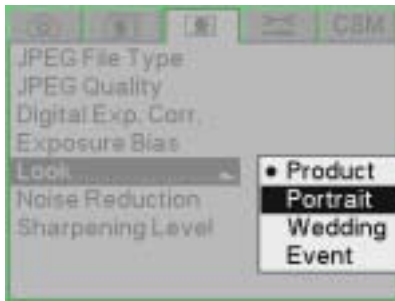 CSM
JPEG File Type
JPEG Quality
Digital Exp. Corr.
Exposure Bias
Look
Noise Reduction
Sharpening Level
Product
Portrait
Wedding
Event